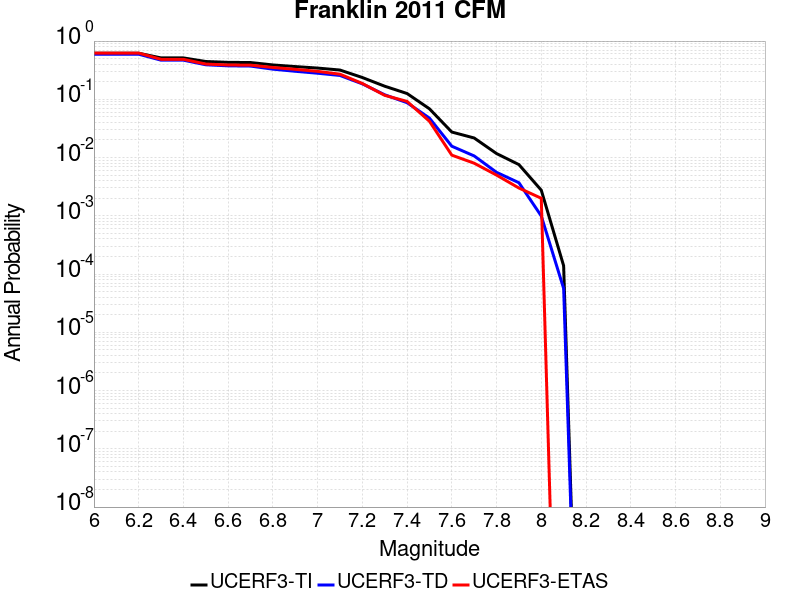 Franklin 2011 CFM
10^0
10^-1
10^-2
10^-3
10^-4
10^-5
10^-6
10^-7
10^-8
Annual Probability
6 6.2 6.4 6.6 6.8 7 7.2 7.4 7.6 7.8 8 8.2 8.4 8.6 8.8 9
Magnitude
UCERF3-TI UCERF3-TD UCERF3-ETAS